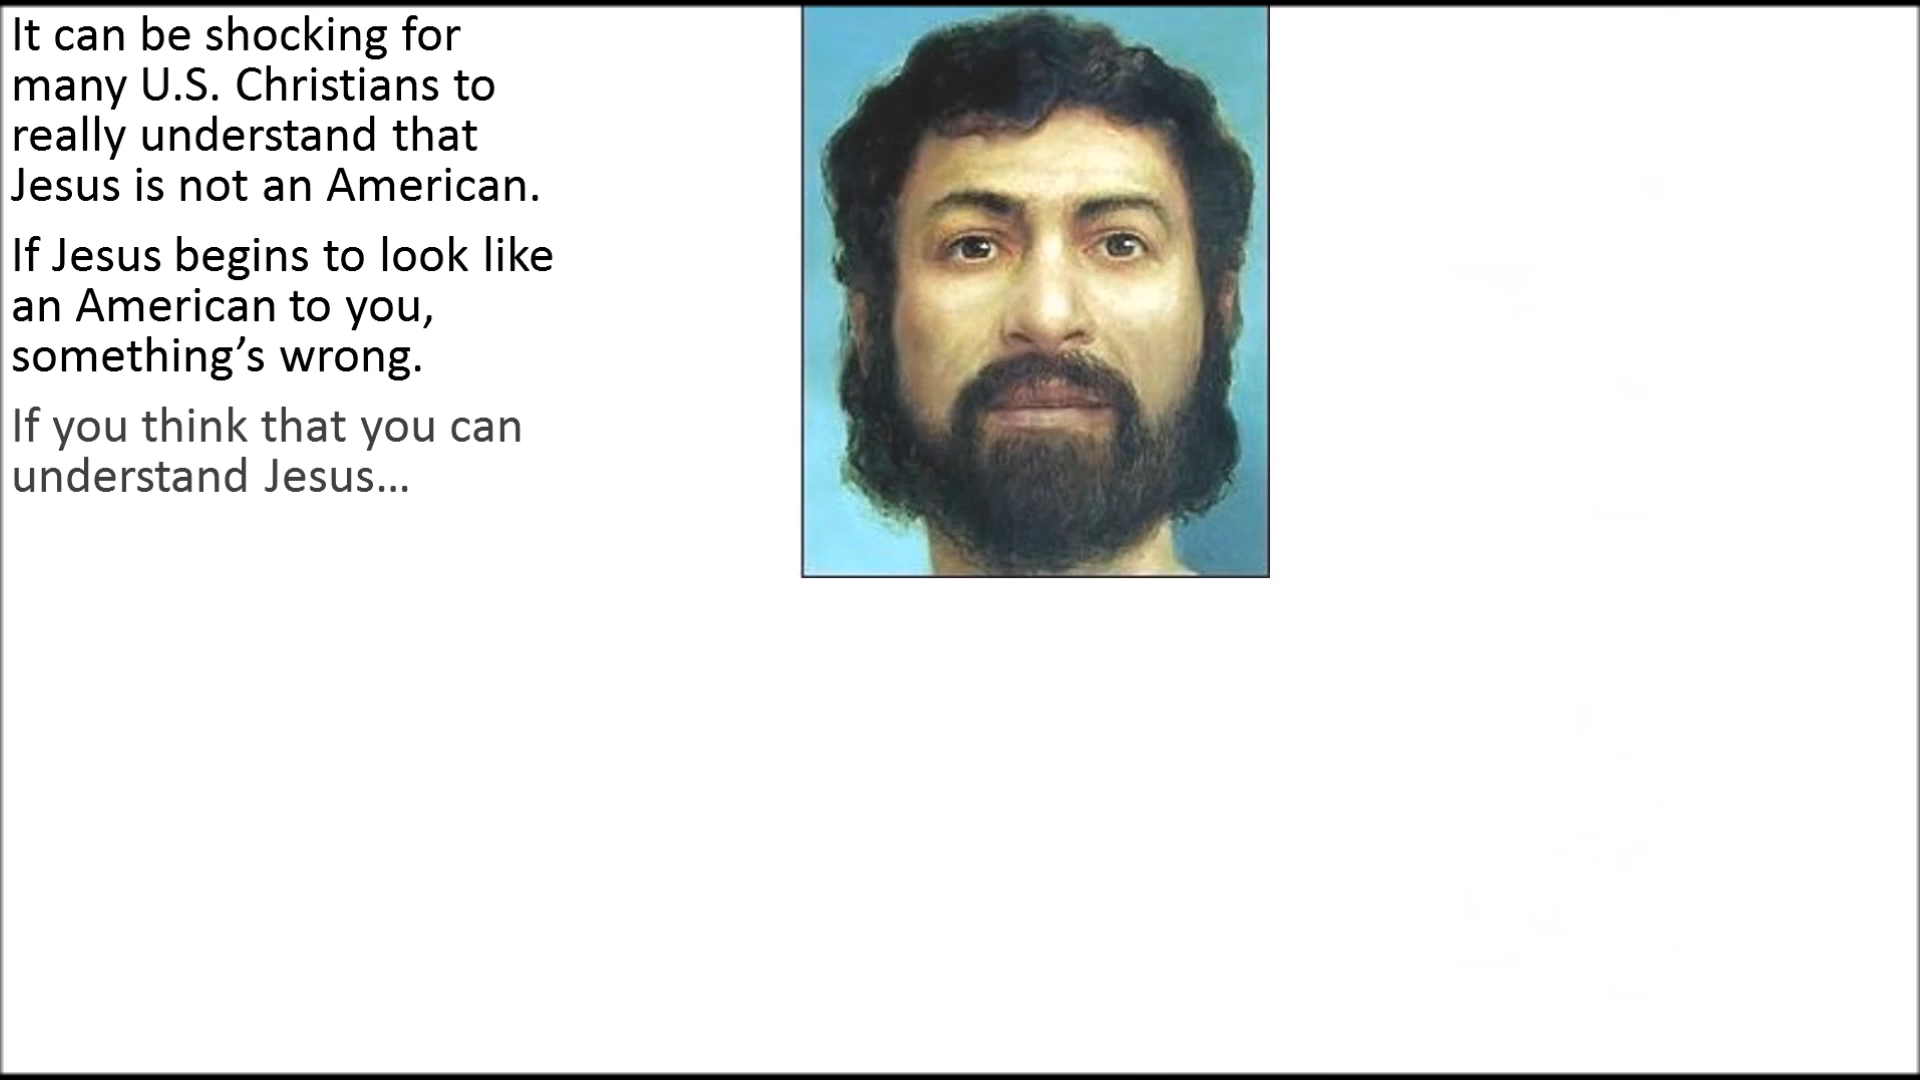 It can be shocking for
many U.S. Christians to
really understand that
Jesus is not an American.
If Jesus begins to look like
an American to you,
something’s wrong.
If you think that you can
understand Jesus…